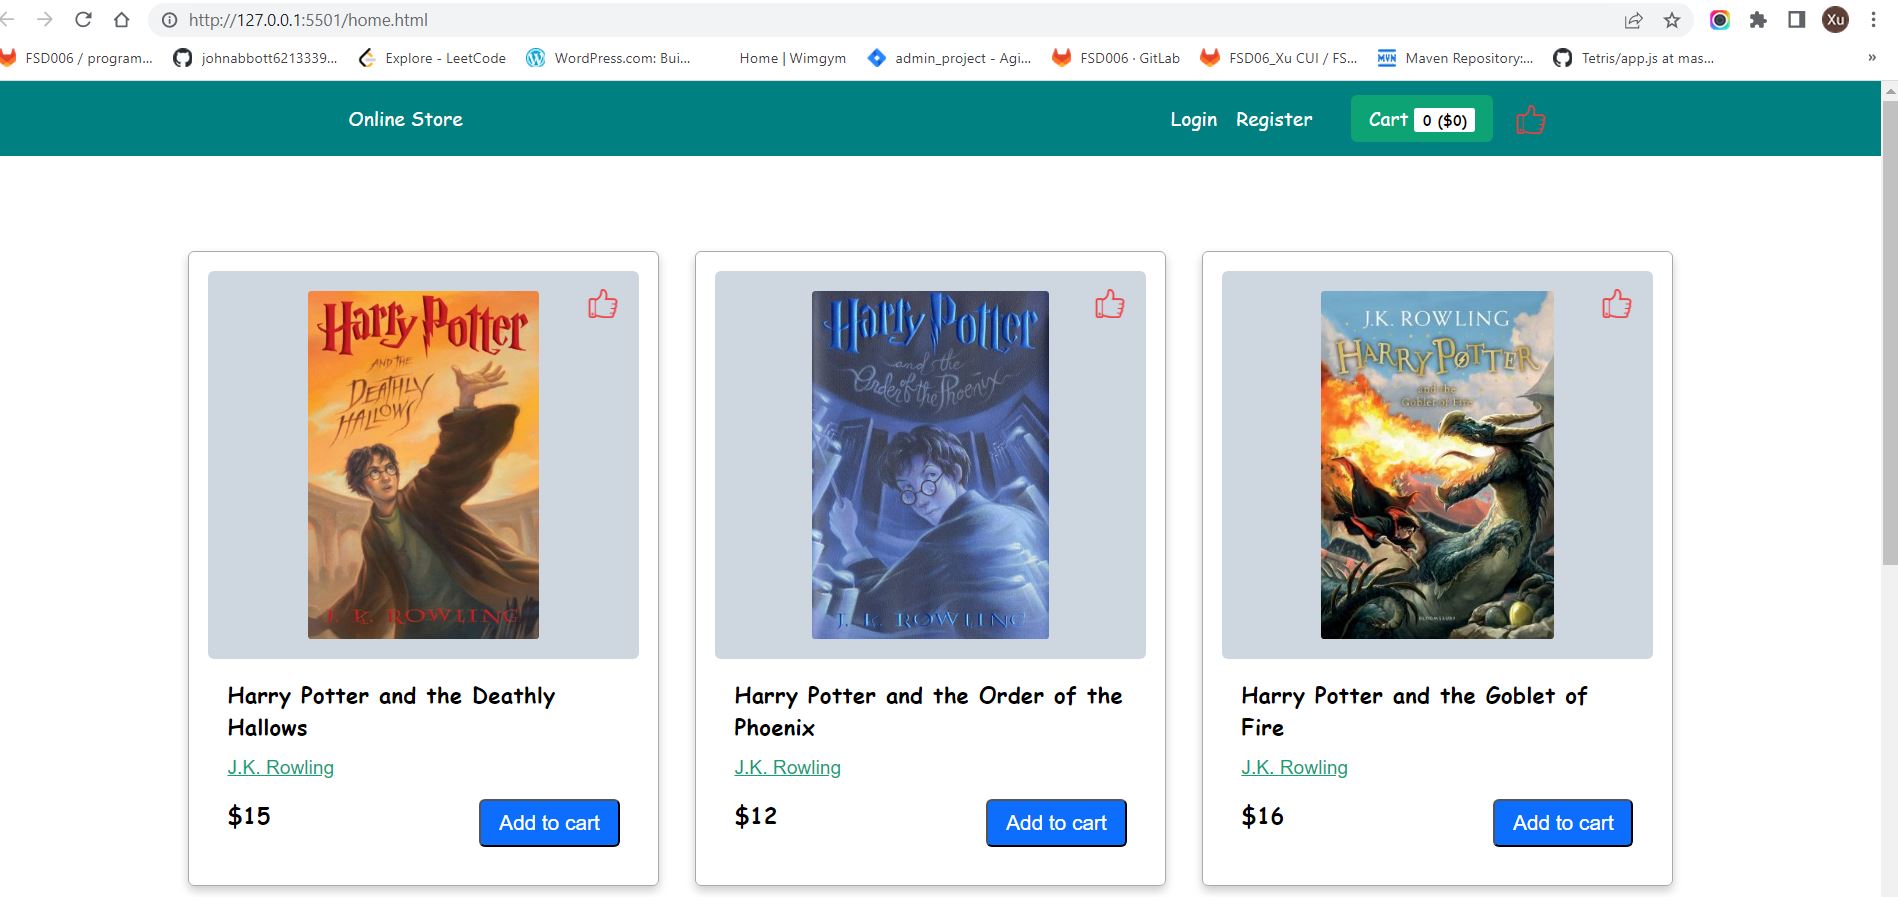 http://127.0.0.1:5501/home.html
Xu
FSD006 / program...
johnabbott6213339...
Explore - LeetCode
WordPress.com: Bui...
Home | Wimgym
admin_project - Agi...
FSD006 · GitLab
FSD06_Xu CUI / FS...
MVN
Maven Repository:...
Tetris/app.js at mas...
»
Online Store
Login
Register
Cart 0 ($0)
Harry Potter
AND THE
DEATHLY
HALLOWS
J. K. ROWLING
Harry Potter and the Deathly
Hallows
J.K. Rowling
$15
Add to cart
Harry Potter
and the
Order of the Phoenix
J. K. ROWLING
Harry Potter and the Order of the
Phoenix
J.K. Rowling
$12
Add to cart
J.K. ROWLING
HARRY POTTER
and the
Goblet of Fire
BLOOMSBURY
Harry Potter and the Goblet of
Fire
J.K. Rowling
$16
Add to cart